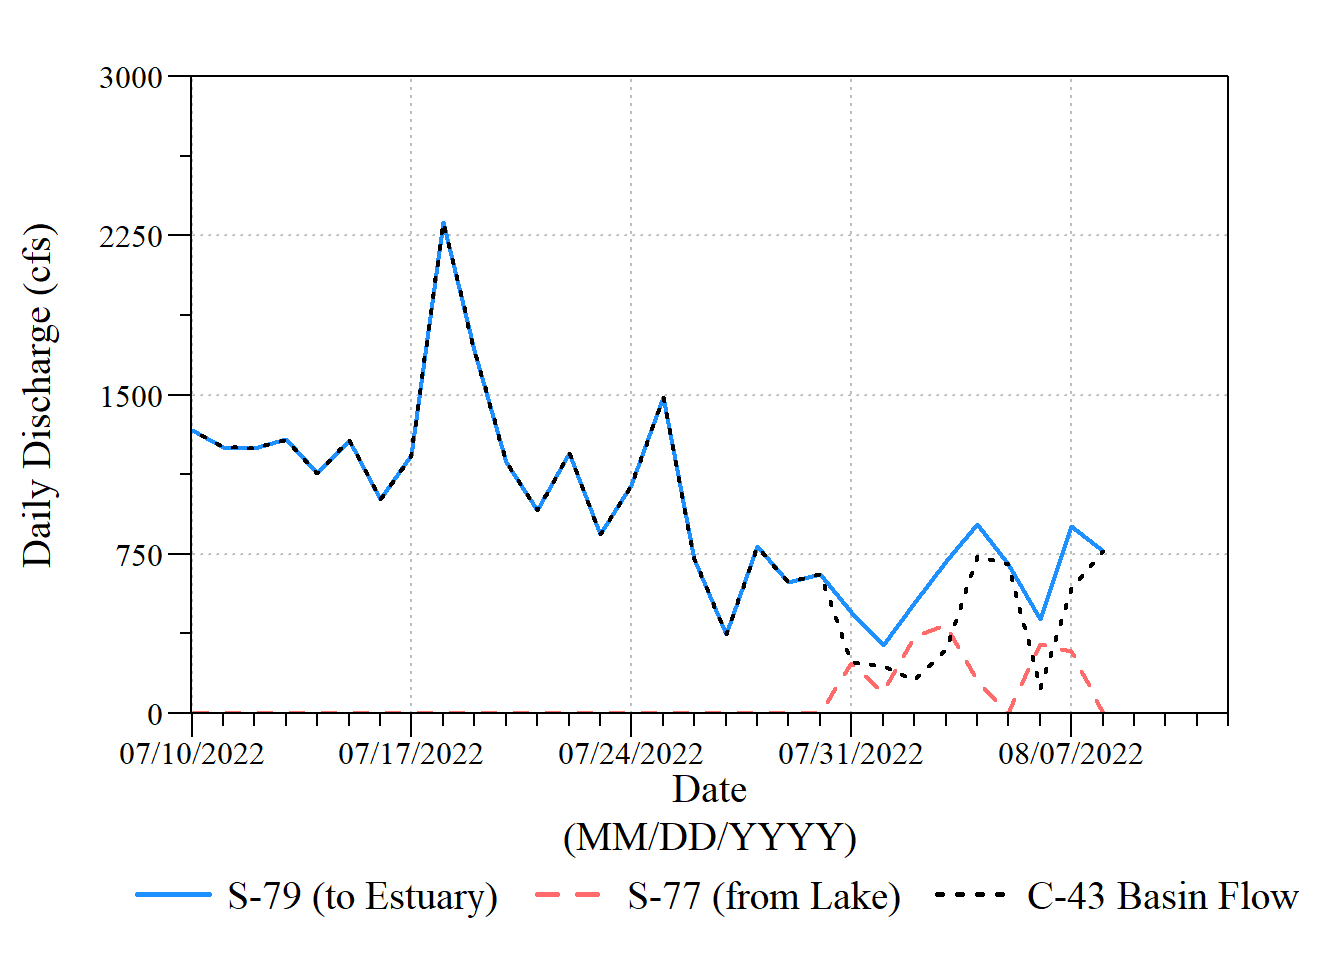 3000
2250
1500
750
0
Daily Discharge (cfs)
07/10/2022 07/17/2022 07/24/2022 07/31/2022 08/07/2022
Date
(MM/DD/YYYY)
S-79 (to Estuary) S-77 (from Lake) C-43 Basin Flow